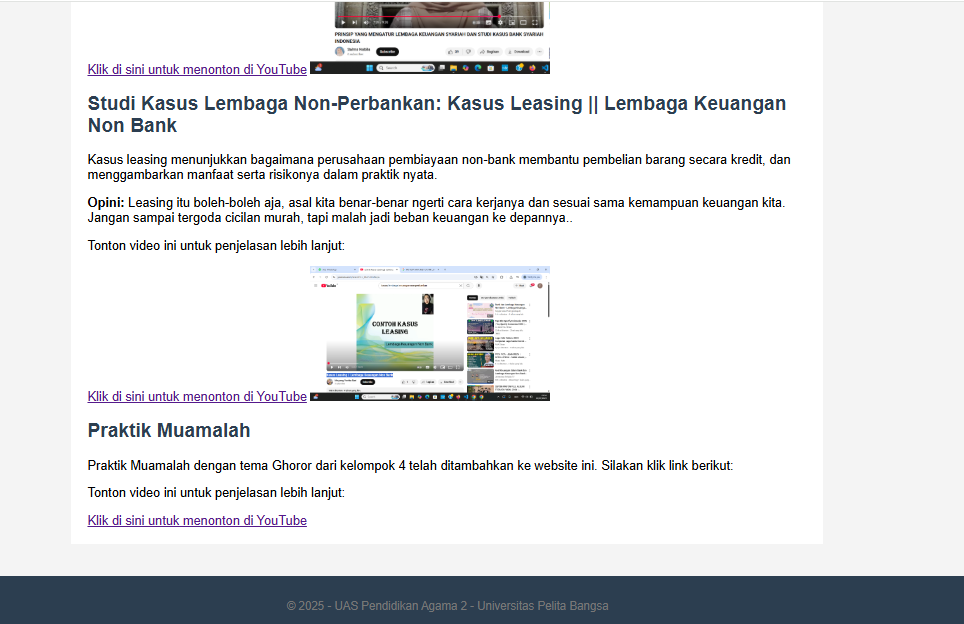 PRINSIP YANG MENGATUR LEMBAGA KEUANGAN SYARIAH DAN STUDI KASUS BANK SYARIAH
INDONESIA
Klik di sini untuk menonton di YouTube
Studi Kasus Lembaga Non-Perbankan: Kasus Leasing || Lembaga Keuangan
Non Bank
Kasus leasing menunjukkan bagaimana perusahaan pembiayaan non-bank membantu pembelian barang secara kredit, dan
menggambarkan manfaat serta risikonya dalam praktik nyata.
Opini: Leasing itu boleh-boleh aja, asal kita benar-benar ngerti cara kerjanya dan sesuai sama kemampuan keuangan kita.
Jangan sampai tergoda cicilan murah, tapi malah jadi beban keuangan ke depannya..
Tonton video ini untuk penjelasan lebih lanjut:
CONTOH KASUS
LEASING
Klik di sini untuk menonton di YouTube
Praktik Muamalah
Praktik Muamalah dengan tema Ghoror dari kelompok 4 telah ditambahkan ke website ini. Silakan klik link berikut:
Tonton video ini untuk penjelasan lebih lanjut:
Klik di sini untuk menonton di YouTube
© 2025 - UAS Pendidikan Agama 2 - Universitas Pelita Bangsa